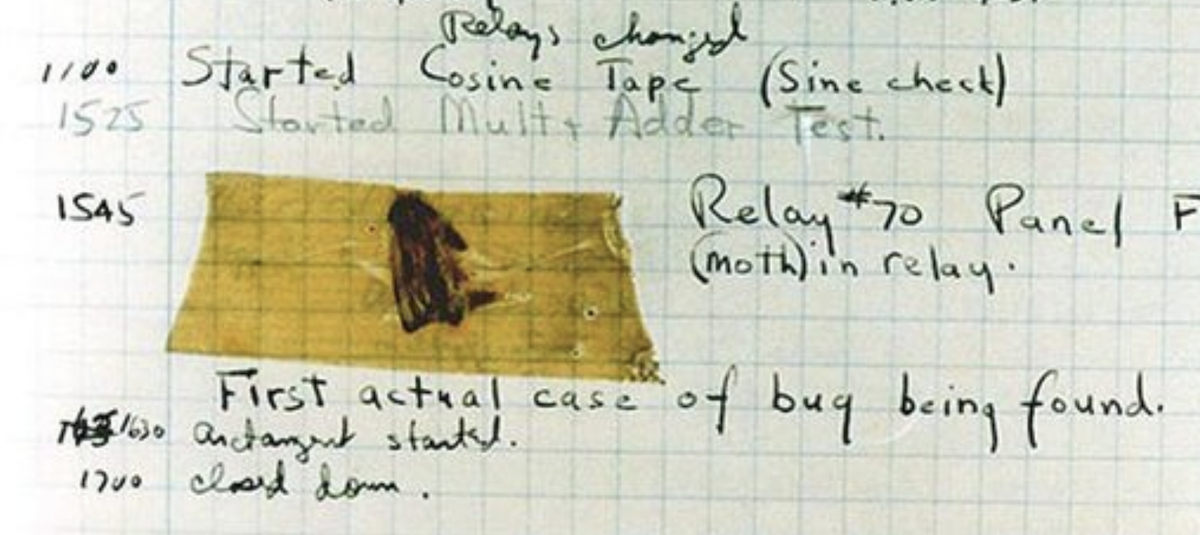 Relays changed
1100 Started Cosine Tape (Sine check)
1525 Started Mult+ Adder Test.
1545 Relay #70 Panel F
(moth) in relay.
First actual case of bug being found.
1630 arctangent started.
1700 closed down.